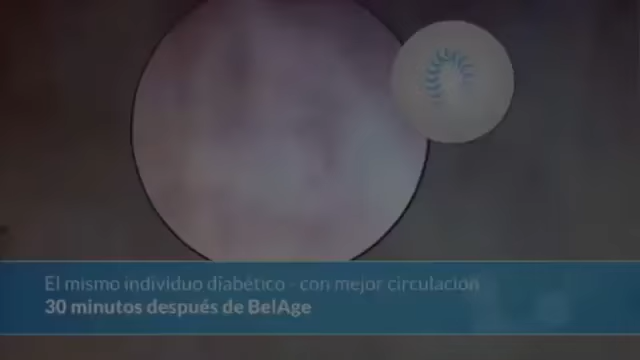 El mismo individuo diabético - con mejor circulación
30 minutos después de BelAge